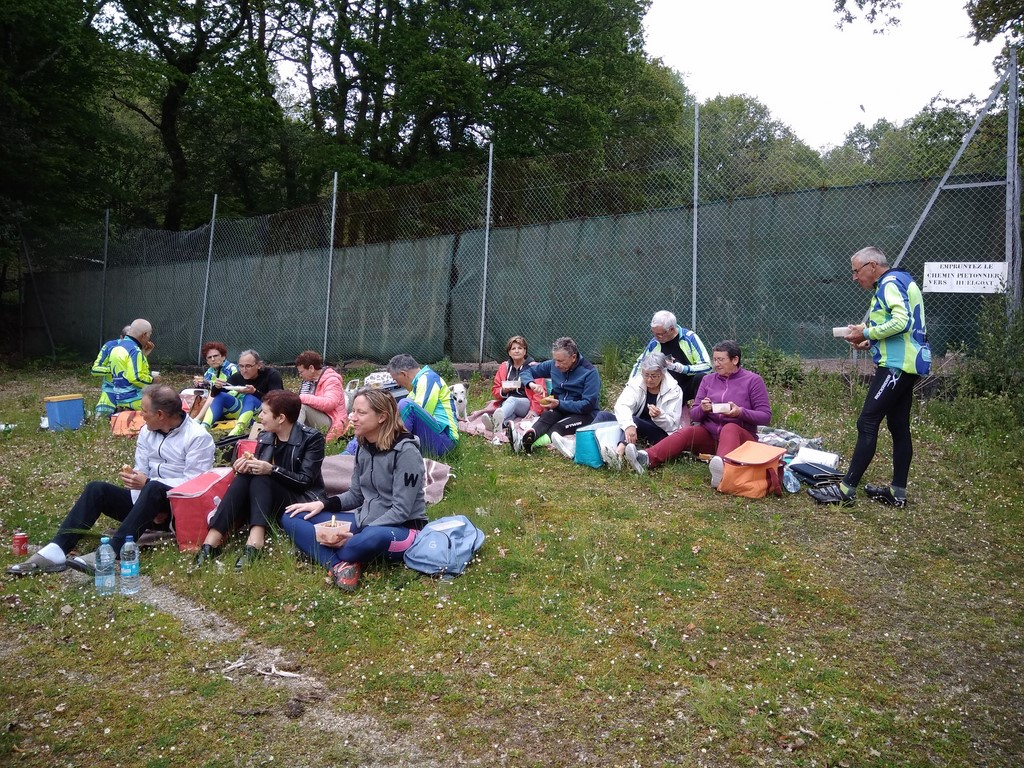 EMPRUNTEZ LE
CHEMIN PIETONNIER
VERS HUELGOAT
W